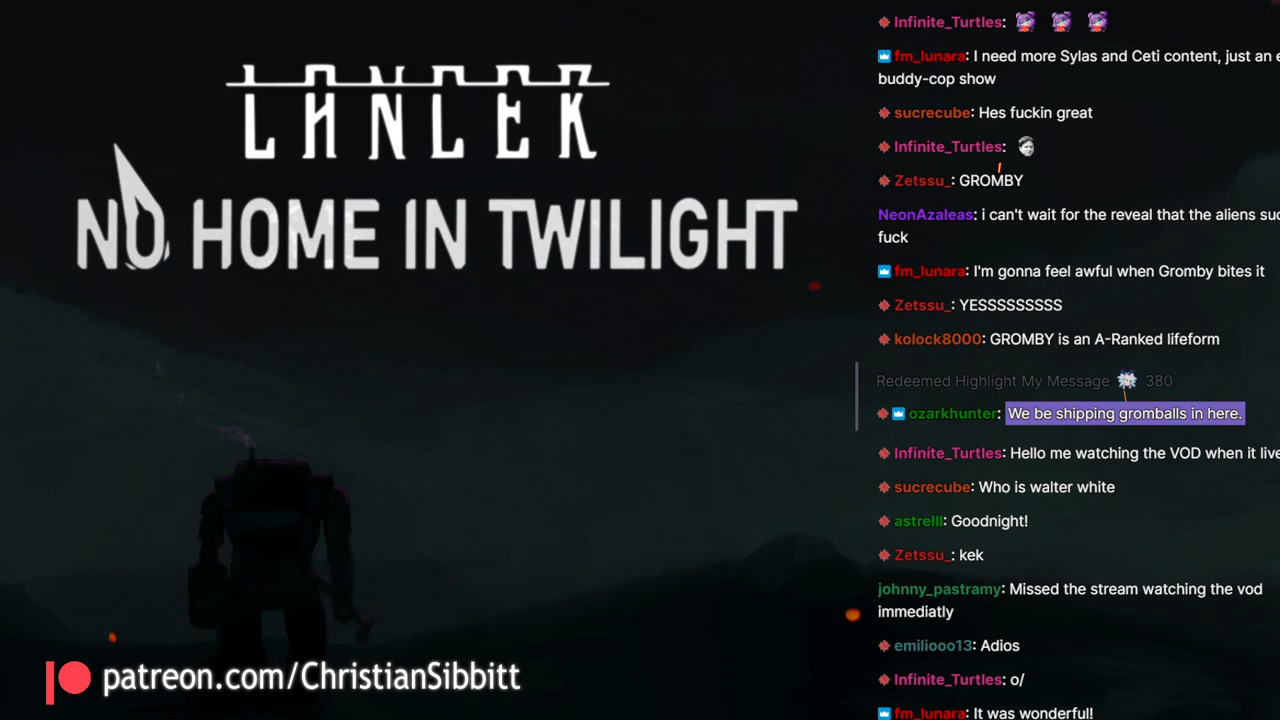 LANCER
NO HOME IN TWILIGHT
patreon.com/ChristianSibbitt
Infinite_Turtles:
fm_lunara: I need more Sylas and Ceti content, just an
buddy-cop show
sucrecube: Hes fuckin great
Infinite_Turtles:
Zetssu_: GROMBY
NeonAzaleas: i can't wait for the reveal that the aliens
fuck
fm_lunara: I'm gonna feel awful when Gromby bites it
Zetssu_: YESSSSSSSSS
kolock8000: GROMBY is an A-Ranked lifeform
Redeemed Highlight My Message 380
ozarkhunter: We be shipping gromballs in here.
Infinite_Turtles: Hello me watching the VOD when it
sucrecube: Who is walter white
astrelll: Goodnight!
Zetssu_: kek
johnny_pastramy: Missed the stream watching the vod
immediatly
emiliooo13: Adios
Infinite_Turtles: o/
fm_lunara: It was wonderful!